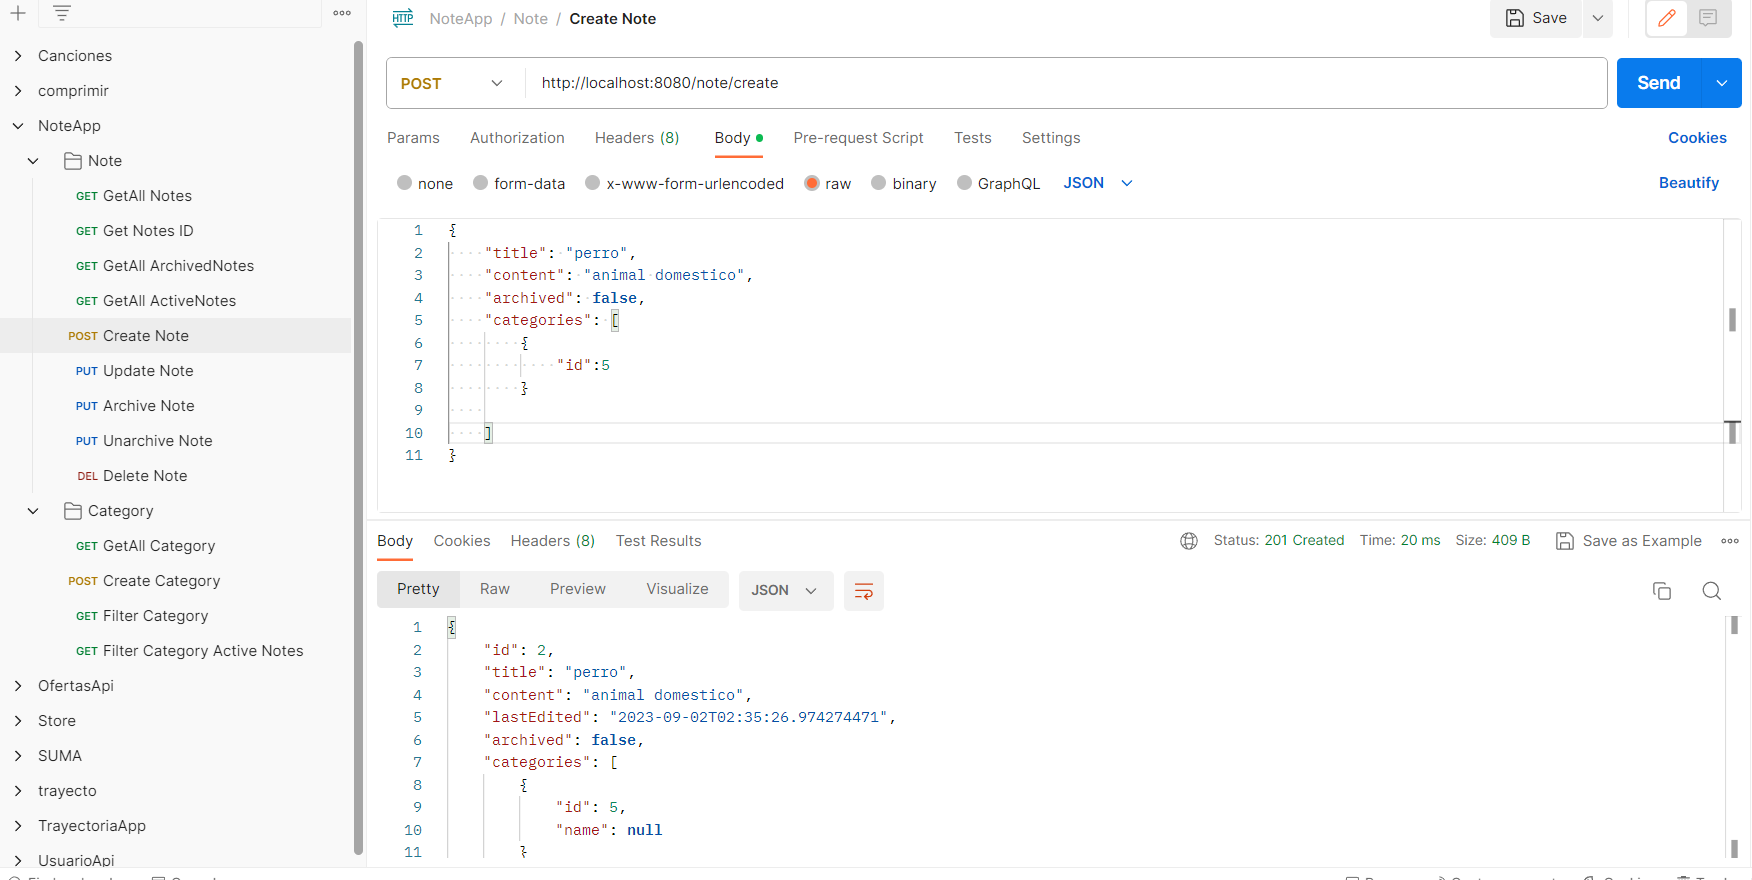 NoteApp / Note / Create Note
Save
Canciones
comprimir
NoteApp
Note
GET GetAll Notes
GET Get Notes ID
GET GetAll ArchivedNotes
GET GetAll ActiveNotes
POST Create Note
PUT Update Note
PUT Archive Note
PUT Unarchive Note
DEL Delete Note
Category
GET GetAll Category
POST Create Category
GET Filter Category
GET Filter Category Active Notes
OfertasApi
Store
SUMA
trayecto
TrayectoriaApp
UsuarioApi
HTTP
POST http://localhost:8080/note/create
Send
Params Authorization Headers (8) Body Pre-request Script Tests Settings Cookies
none form-data x-www-form-urlencoded raw binary GraphQL JSON Beautify
1 {
2 "title": "perro",
3 "content": "animal domestico",
4 "archived": false,
5 "categories": [
6 {
7 "id":5
8 }
9
10 ]
11 }
Body Cookies Headers (8) Test Results Status: 201 Created Time: 20 ms Size: 409 B Save as Example
Pretty Raw Preview Visualize JSON
1 {
2 "id": 2,
3 "title": "perro",
4 "content": "animal domestico",
5 "lastEdited": "2023-09-02T02:35:26.974274471",
6 "archived": false,
7 "categories": [
8 {
9 "id": 5,
10 "name": null
11 }